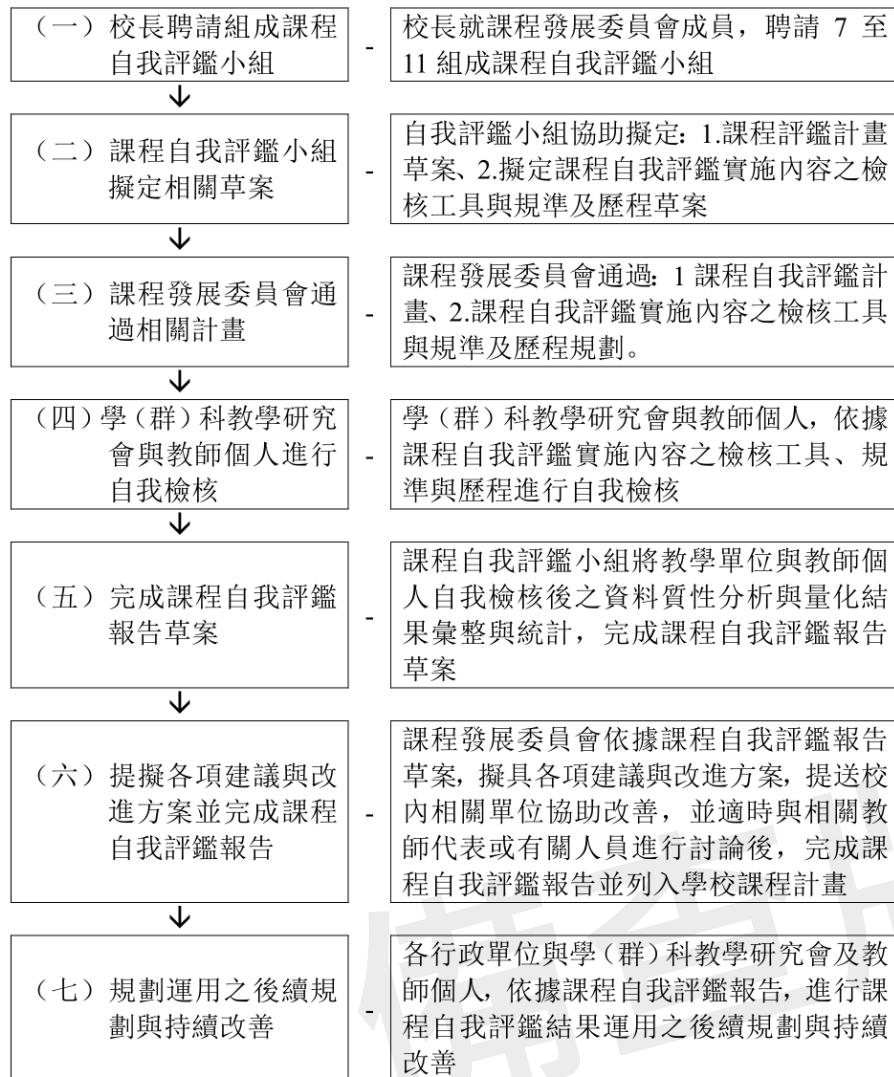 （一）校長聘請組成課程
自我評鑑小組
-
校長就課程發展委員會成員，聘請 7 至
11 組成課程自我評鑑小組
↓
（二）課程自我評鑑小組
擬定相關草案
-
自我評鑑小組協助擬定：1.課程評鑑計畫
草案、2.擬定課程自我評鑑實施內容之檢
核工具與規準及歷程草案
↓
（三）課程發展委員會通
過相關計畫
-
課程發展委員會通過：1 課程自我評鑑計
畫、2.課程自我評鑑實施內容之檢核工具
與規準及歷程規劃。
↓
（四）學（群）科教學研究
會與教師個人進行
自我檢核
-
學（群）科教學研究會與教師個人，依據
課程自我評鑑實施內容之檢核工具、規
準與歷程進行自我檢核
↓
（五）完成課程自我評鑑
報告草案
-
課程自我評鑑小組將教學單位與教師個
人自我檢核後之資料質性分析與量化結
果彙整與統計，完成課程自我評鑑報告
草案
↓
（六）提擬各項建議與改
進方案並完成課程
自我評鑑報告
-
課程發展委員會依據課程自我評鑑報告
草案，擬具各項建議與改進方案，提送校
內相關單位協助改善，並適時與相關教
師代表或有關人員進行討論後，完成課
程自我評鑑報告並列入學校課程計畫
↓
（七）規劃運用之後續規
劃與持續改善
-
各行政單位與學（群）科教學研究會及教
師個人，依據課程自我評鑑報告，進行課
程自我評鑑結果運用之後續規劃與持續
改善
備查版